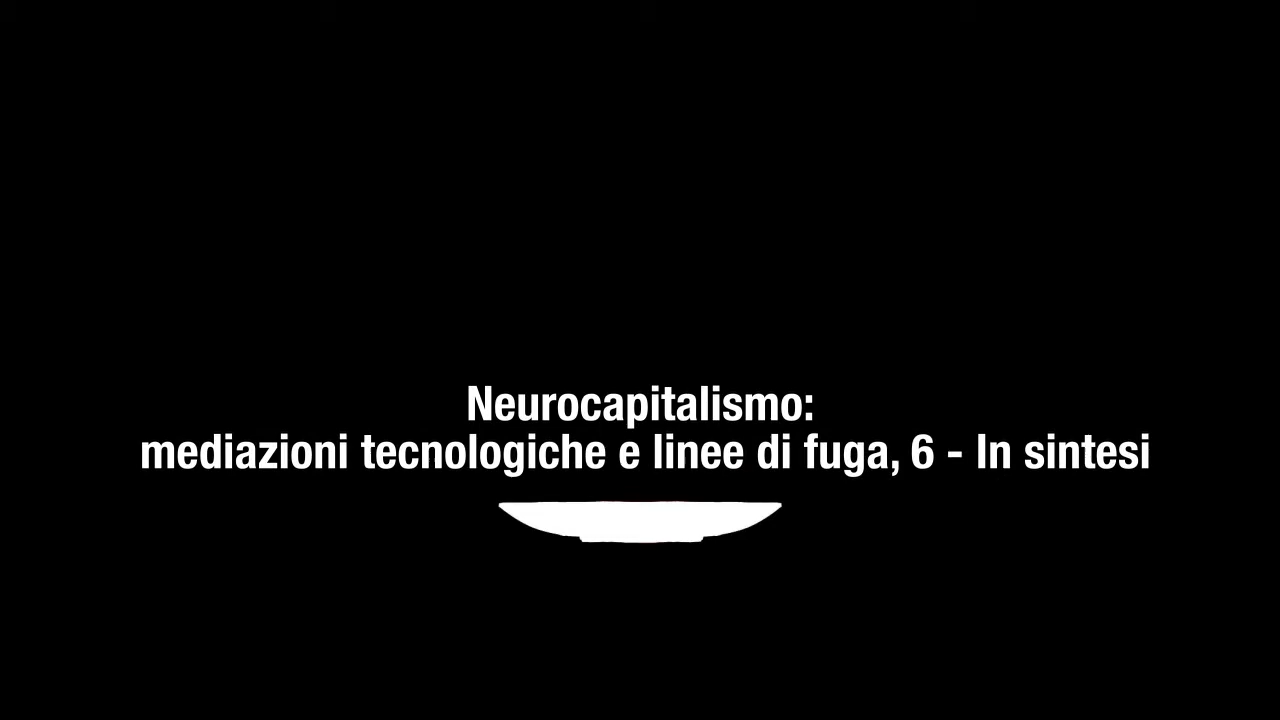 Neurocapitalismo:
mediazioni tecnologiche e linee di fuga, 6 - In sintesi